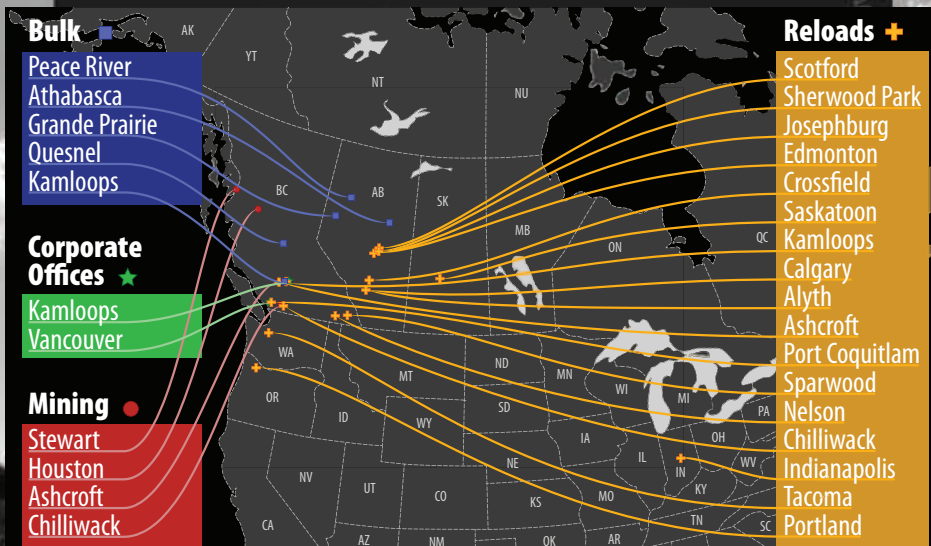 Bulk
Peace River
Athabasca
Grande Prairie
Quesnel
Kamloops
Corporate
Offices
Kamloops
Vancouver
Mining
Stewart
Houston
Ashcroft
Chilliwack
AK
YT
NT
NU
BC
AB
SK
MB
ON
QC
WA
OR
ID
MT
ND
MN
SD
WY
WI
MI
PA
IA
NE
IL
IN
OH
WV
KY
NV
UT
CO
KS
MO
CA
AZ
NM
OK
AR
TN
SC
Reloads
Scotford
Sherwood Park
Josephburg
Edmonton
Crossfield
Saskatoon
Kamloops
Calgary
Alyth
Ashcroft
Port Coquitlam
Sparwood
Nelson
Chilliwack
Indianapolis
Tacoma
Portland